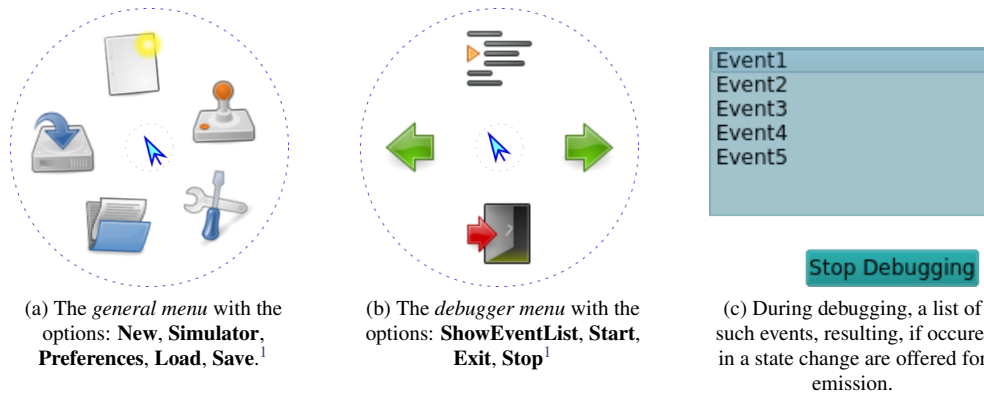 Event1
Event2
Event3
Event4
Event5
Stop Debugging
(a) The general menu with the
options: New, Simulator,
Preferences, Load, Save.1
(b) The debugger menu with the
options: ShowEventList, Start,
Exit, Stop1
(c) During debugging, a list of
such events, resulting, if occure
in a state change are offered for
emission.